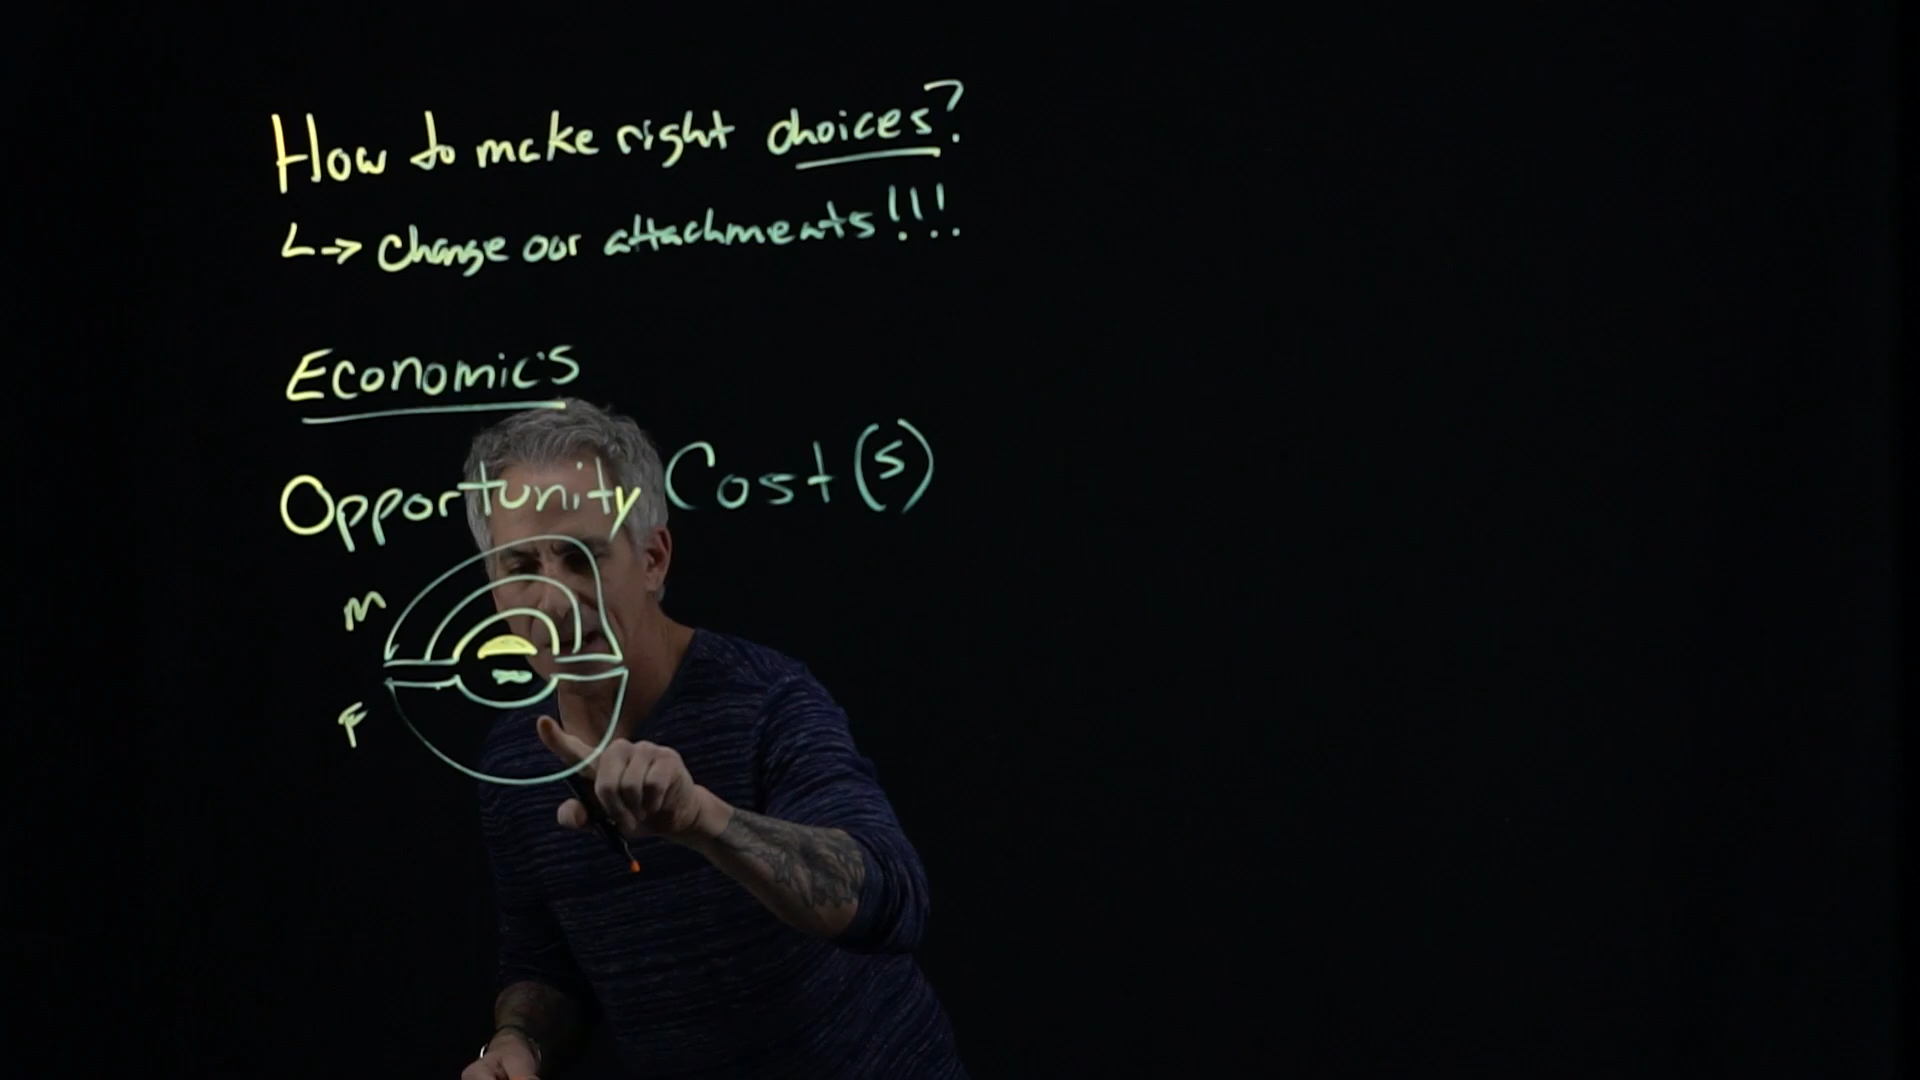 How to make right choices?
↳ change our attachments!!!
Economics
Opportunity Cost(s)
M
F